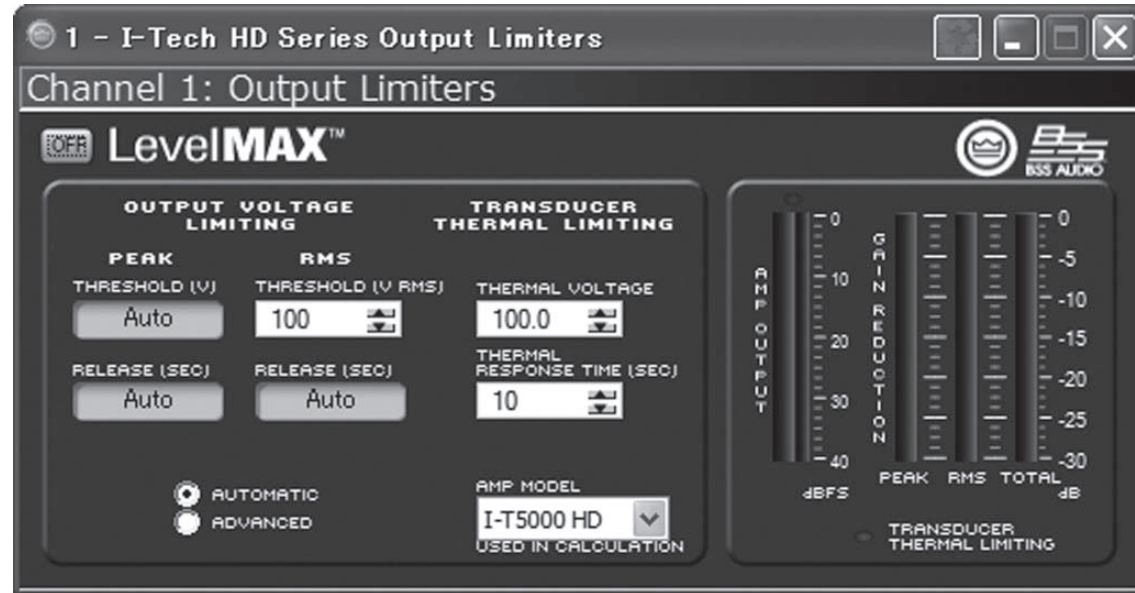 1 - I-Tech HD Series Output Limiters
Channel 1: Output Limiters
OFF LevelMAX™
BSS AUDIO
OUTPUT VOLTAGE
LIMITING
TRANSDUCER
THERMAL LIMITING
PEAK
RMS
THRESHOLD (V)
THRESHOLD (V RMS)
THERMAL VOLTAGE
Auto
100
100.0
RELEASE (SEC)
RELEASE (SEC)
THERMAL
RESPONSE TIME (SEC)
Auto
Auto
10
AUTOMATIC
ADVANCED
AMP MODEL
I-T5000 HD
USED IN CALCULATION
AMP OUTPUT
0
10
20
30
40
dBFS
GAIN REDUCTION
PEAK RMS TOTAL
0
-5
-10
-15
-20
-25
-30
dB
TRANSDUCER
THERMAL LIMITING